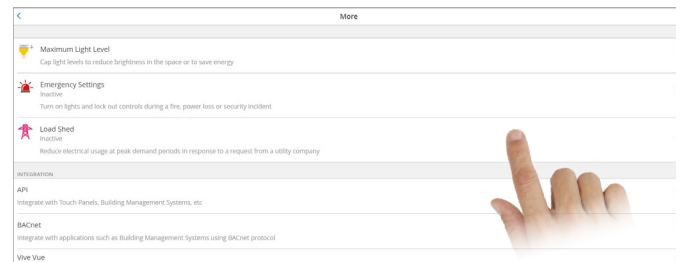 More
Maximum Light Level
Cap light levels to reduce brightness in the space or to save energy
Emergency Settings
Inactive
Turn on lights and lock out controls during a fire, power loss or security incident
Load Shed
Inactive
Reduce electrical usage at peak demand periods in response to a request from a utility company
INTEGRATION
API
Integrate with Touch Panels, Building Management Systems, etc
BACnet
Integrate with applications such as Building Management Systems using BACnet protocol
Vive Vue